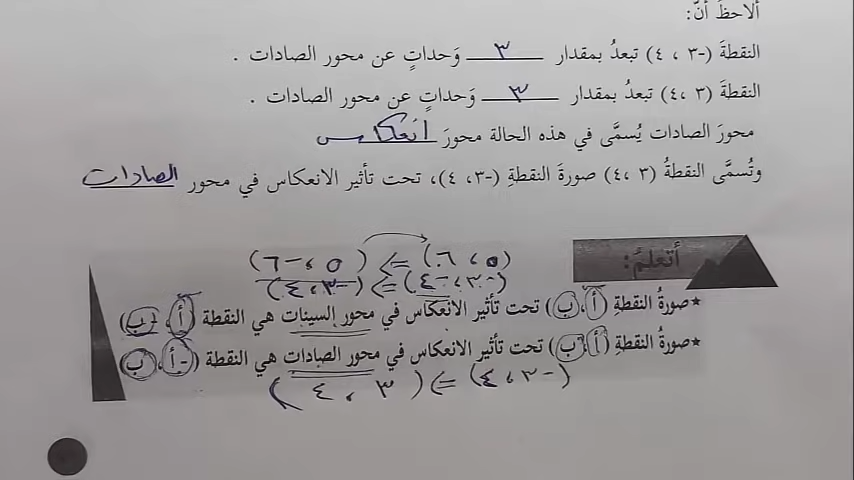 ألاحظَ أنَّ:
النقطةَ (-٣ ، ٤) تبعدُ بمقدار ٣ وَحداتٍ عن محور الصادات .
النقطةَ (٣ ،٤) تبعدُ بمقدار ٣ وَحداتٍ عن محور الصادات .
محورَ الصادات يُسمَّى في هذه الحالة محورَ انعكاس
وتُسمَّى النقطةُ (٣ ،٤) صورةَ النقطةِ (-٣، ٤)، تحت تأثير الانعكاس في محور الصادات
(٥ ، ٦) => (٥ ، -٦)
أتعلمُ:
(-٣ ، -٤) => (-٣ ، ٤)
★صورةُ النقطةِ (أ، ب) تحت تأثير الانعكاس في محور السينات هي النقطة (أ، -ب)
★صورةُ النقطةِ (أ، ب) تحت تأثير الانعكاس في محور الصادات هي النقطة (-أ، ب)
(-٣ ، ٤) => (٣ ، ٤)